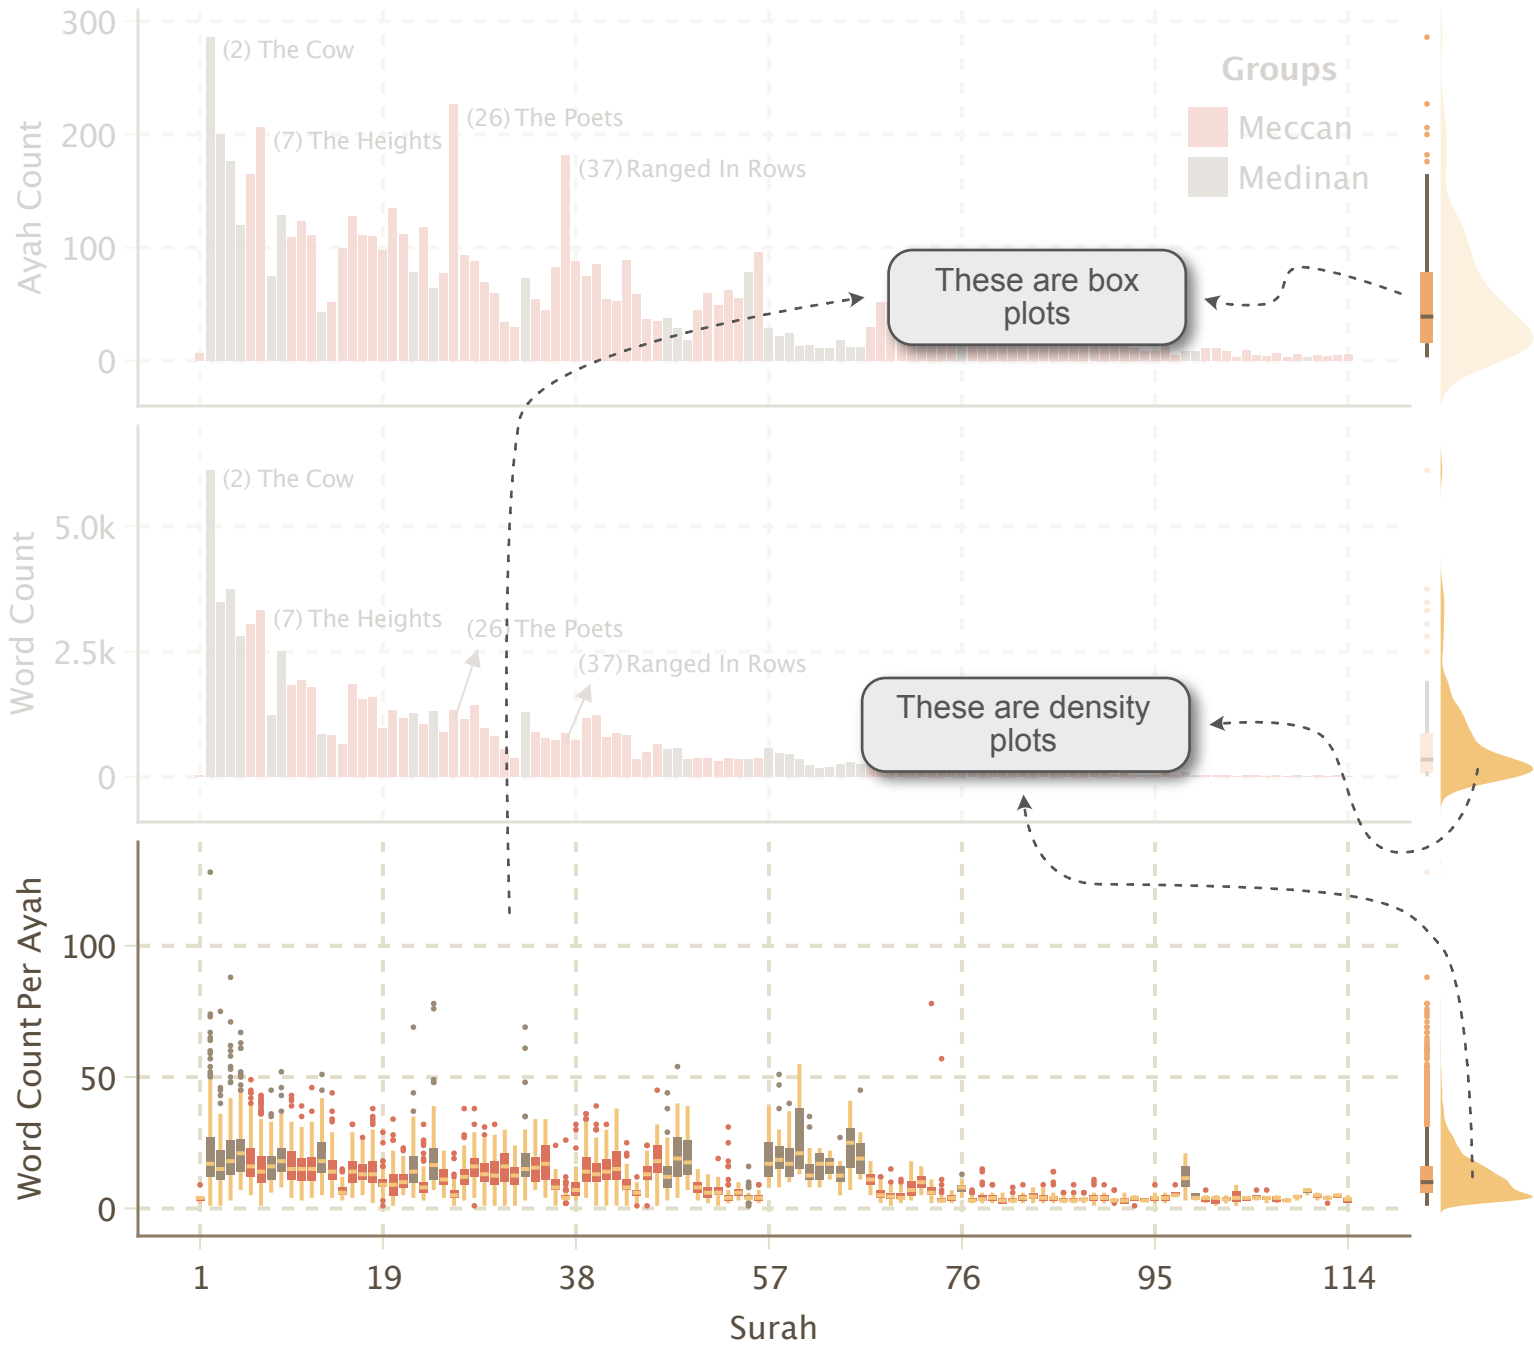 300
200
100
0
Ayah Count
(2) The Cow
(7) The Heights
(26) The Poets
(37) Ranged In Rows
Groups
Meccan
Medinan
These are box
plots
5.0k
2.5k
0
Word Count
(2) The Cow
(7) The Heights
(26) The Poets
(37) Ranged In Rows
These are density
plots
100
50
0
Word Count Per Ayah
1 19 38 57 76 95 114
Surah